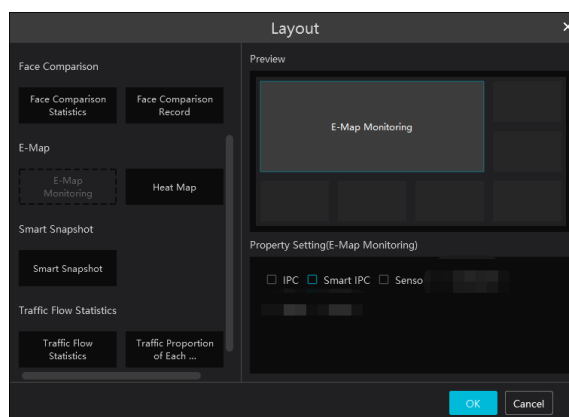 Layout
Face Comparison
Face Comparison
Statistics
Face Comparison
Record
E-Map
E-Map
Monitoring
Heat Map
Smart Snapshot
Smart Snapshot
Traffic Flow Statistics
Traffic Flow
Statistics
Traffic Proportion
of Each ...
Preview
E-Map Monitoring
Property Setting(E-Map Monitoring)
IPC Smart IPC Senso
OK Cancel